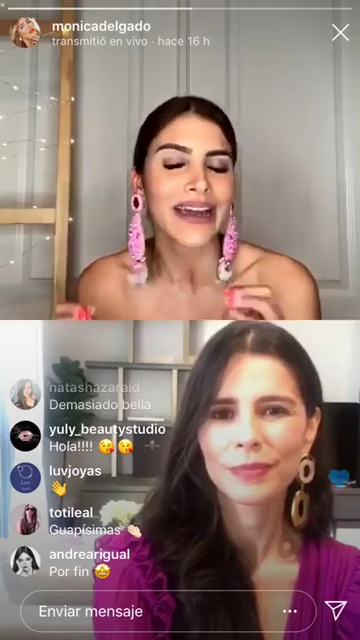 monicadelgado
transmitió en vivo · hace 16 h
natashazaraid
Demasiado bella
yuly_beautystudio
Hola!!!! 😘😘
luvjoyas
👋
totileal
Guapísimas 👏🏻
andrearigual
Por fin 🤩
Enviar mensaje